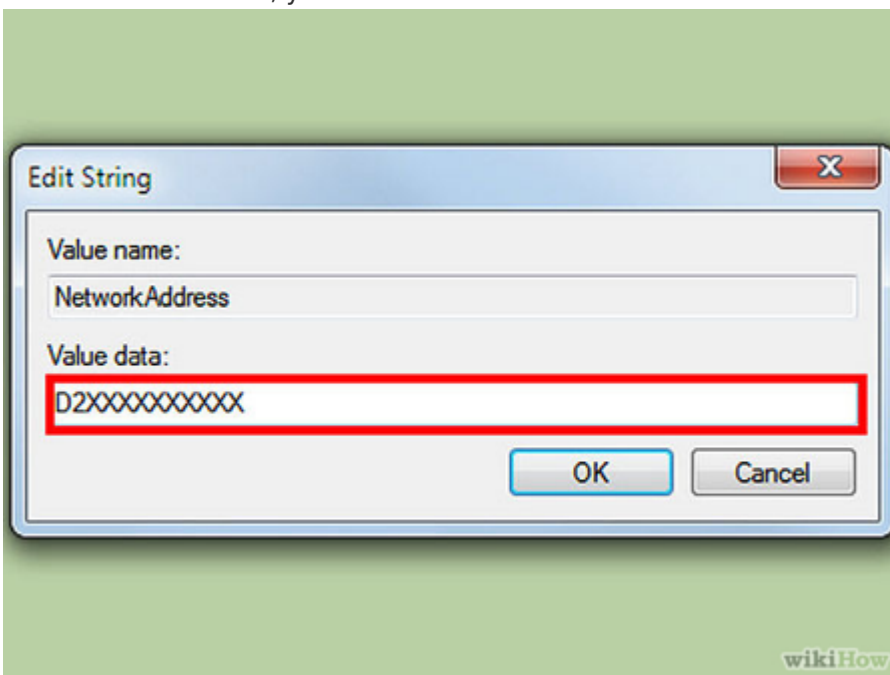 Edit String
Value name:
NetworkAddress
Value data:
D2XXXXXXXXXX
OK
Cancel
wikiHow